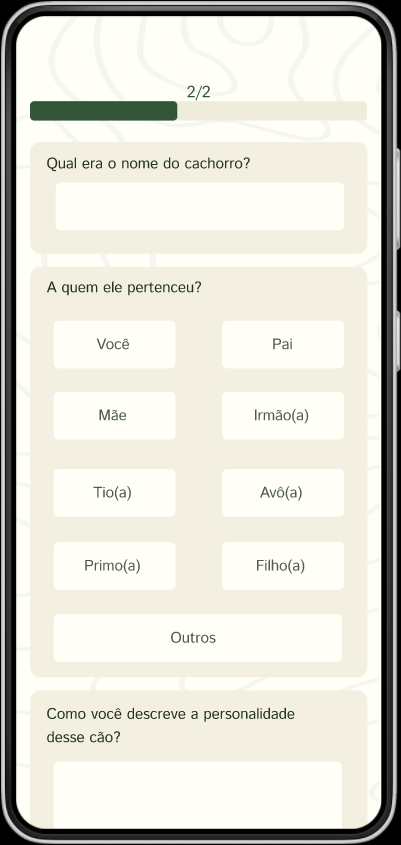 2/2
Qual era o nome do cachorro?
A quem ele pertenceu?
Você
Pai
Mãe
Irmão(a)
Tio(a)
Avô(a)
Primo(a)
Filho(a)
Outros
Como você descreve a personalidade
desse cão?